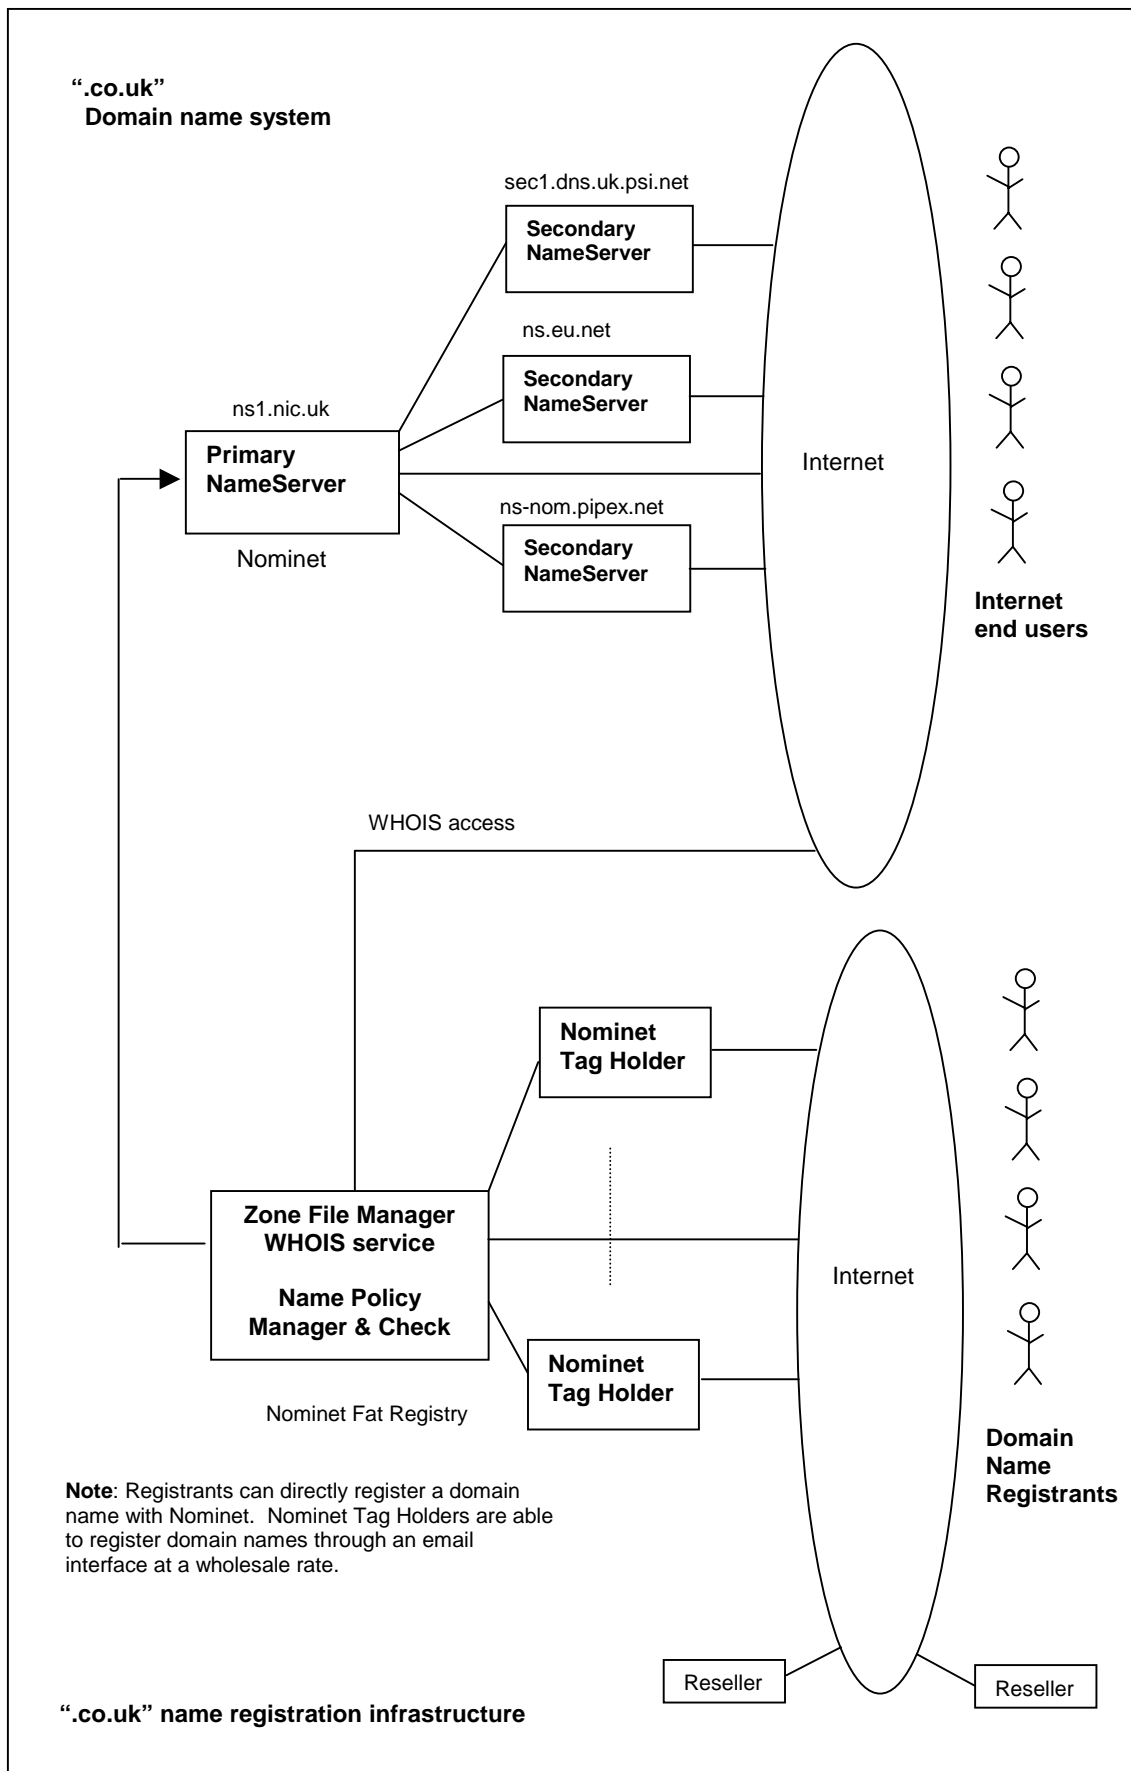 “.co.uk”
Domain name system
sec1.dns.uk.psi.net
Secondary
NameServer
ns.eu.net
Secondary
NameServer
ns1.nic.uk
Primary
NameServer
Nominet
ns-nom.pipex.net
Secondary
NameServer
Internet
Internet
end users
WHOIS access
Nominet
Tag Holder
Zone File Manager
WHOIS service
Name Policy
Manager & Check
Nominet Fat Registry
Nominet
Tag Holder
Internet
Domain
Name
Registrants
Note: Registrants can directly register a domain
name with Nominet.  Nominet Tag Holders are able
to register domain names through an email
interface at a wholesale rate.
Reseller
Reseller
“.co.uk” name registration infrastructure